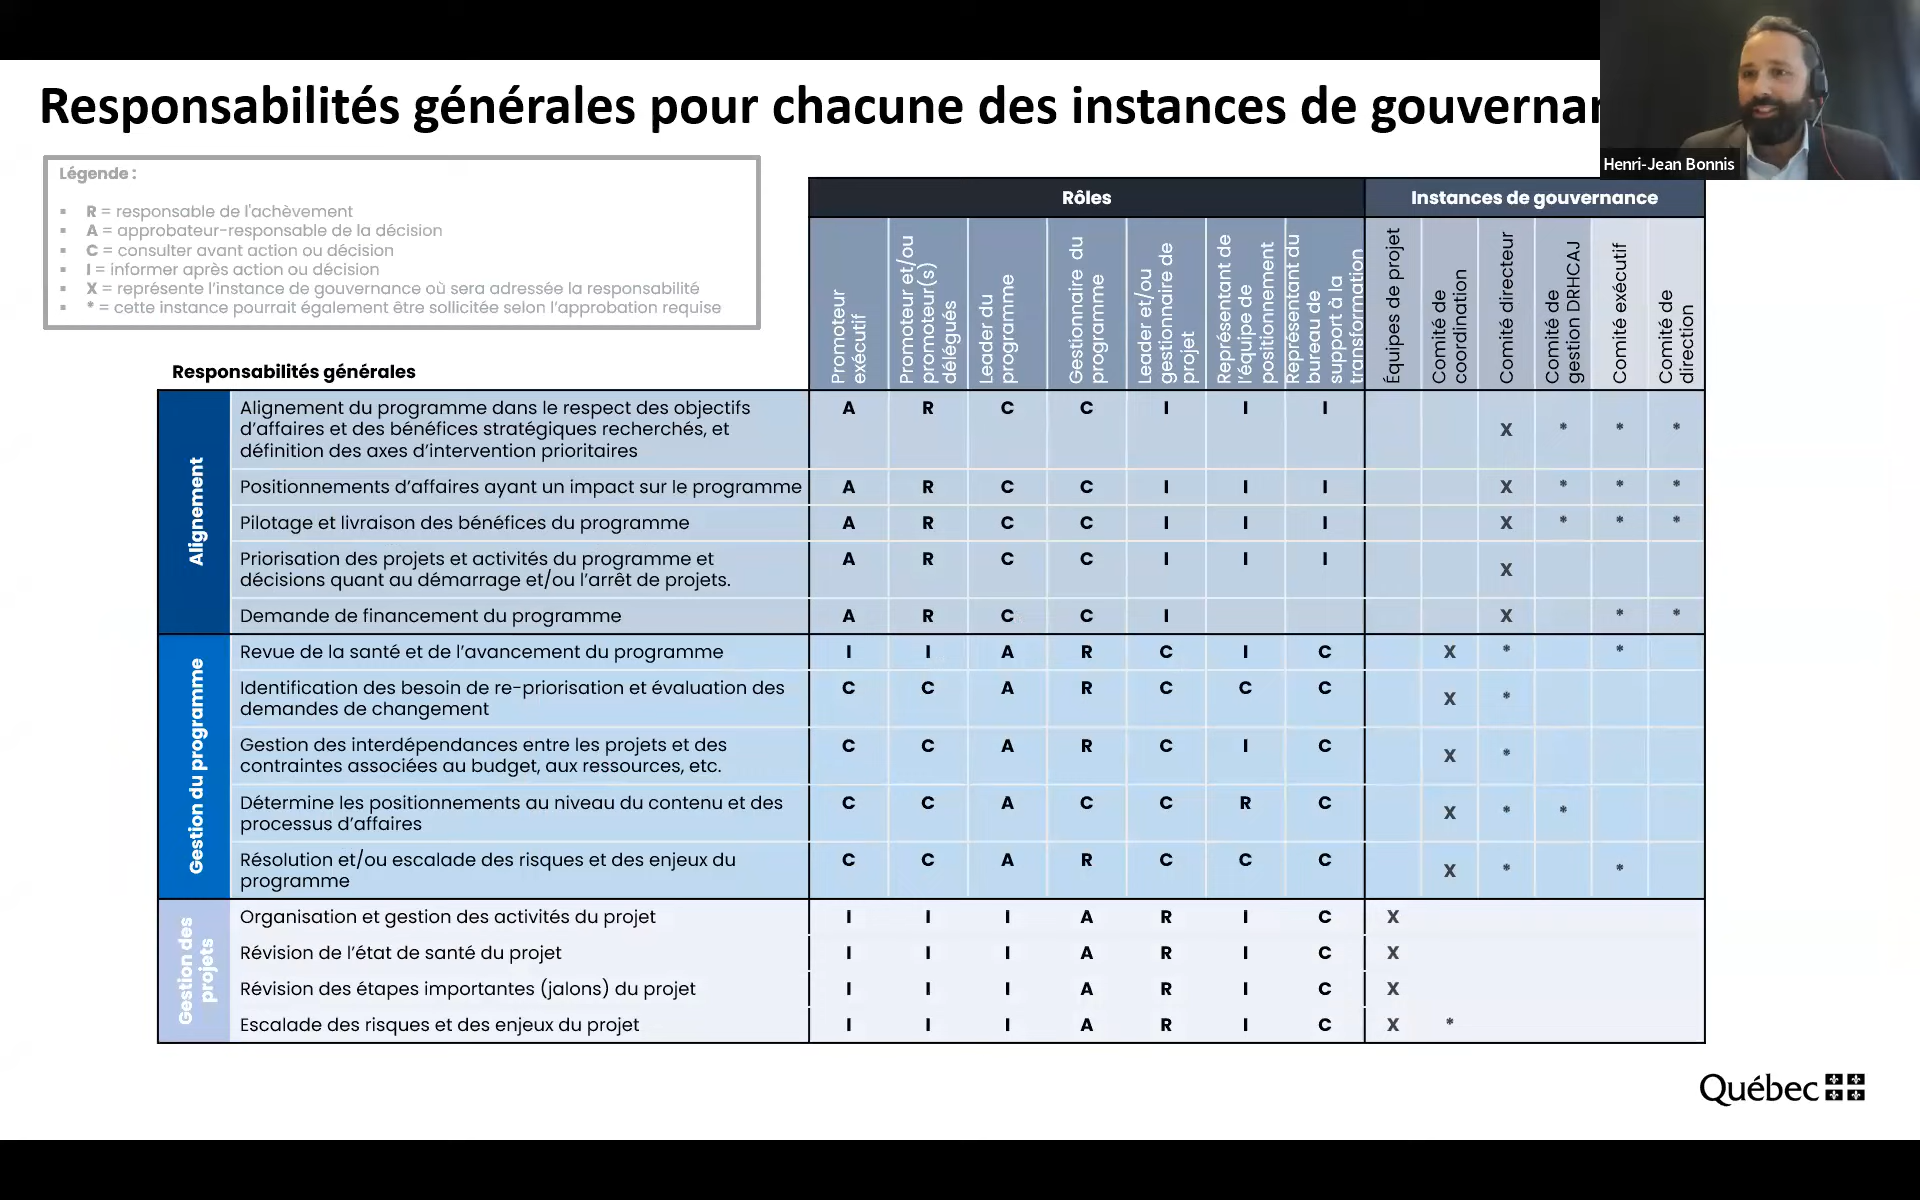 Responsabilités générales pour chacune des instances de gouvernan
Henri-Jean Bonnis
Légende :
▪ R = responsable de l'achèvement
▪ A = approbateur-responsable de la décision
▪ C = consulter avant action ou décision
▪ I = informer après action ou décision
▪ X = représente l'instance de gouvernance où sera adressée la responsabilité
▪ * = cette instance pourrait également être sollicitée selon l'approbation requise
Rôles
Instances de gouvernance
Promoteur
exécutif
Promoteur et/ou
promoteur(s)
délégués
Leader du
programme
Gestionnaire du
programme
Leader et/ou
gestionnaire de
projet
Représentant de
l'équipe de
positionnement
Représentant du
bureau de
support à la
transformation
Équipes de projet
Comité de
coordination
Comité directeur
Comité de
gestion DRHCAJ
Comité exécutif
Comité de
direction
Responsabilités générales
Alignement
Alignement du programme dans le respect des objectifs
d'affaires et des bénéfices stratégiques recherchés, et
définition des axes d'intervention prioritaires
A R C C I I I X * * *
Positionnements d'affaires ayant un impact sur le programme A R C C I I I X * * *
Pilotage et livraison des bénéfices du programme A R C C I I I X * * *
Priorisation des projets et activités du programme et
décisions quant au démarrage et/ou l'arrêt de projets.
A R C C I I I X
Demande de financement du programme A R C C I X * *
Gestion du programme
Revue de la santé et de l'avancement du programme I I A R C I C X * *
Identification des besoin de re-priorisation et évaluation des
demandes de changement
C C A R C C C X *
Gestion des interdépendances entre les projets et des
contraintes associées au budget, aux ressources, etc.
C C A R C I C X *
Détermine les positionnements au niveau du contenu et des
processus d'affaires
C C A C C R C X * *
Résolution et/ou escalade des risques et des enjeux du
programme
C C A R C C C X * *
Gestion des
projets
Organisation et gestion des activités du projet I I I A R I C X
Révision de l'état de santé du projet I I I A R I C X
Révision des étapes importantes (jalons) du projet I I I A R I C X
Escalade des risques et des enjeux du projet I I I A R I C X *
Québec